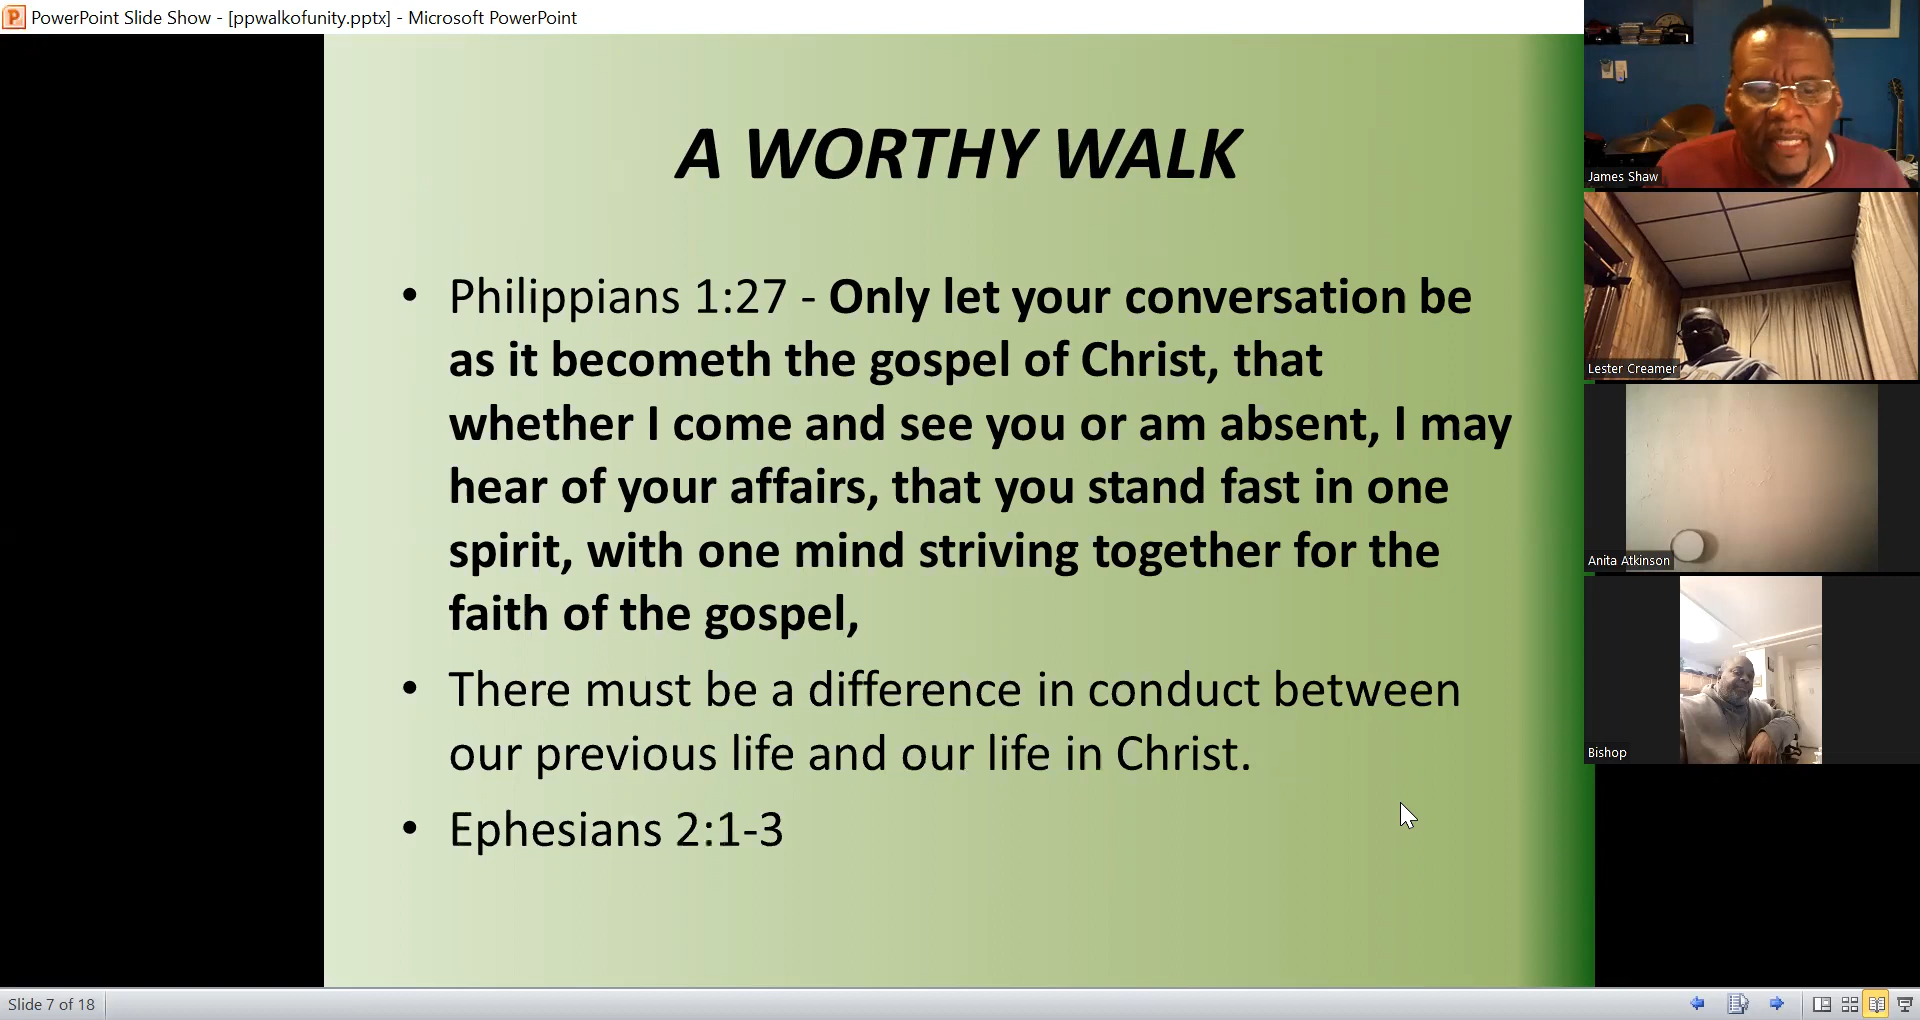 PowerPoint Slide Show - [ppwalkofunity.pptx] - Microsoft PowerPoint
A WORTHY WALK
• Philippians 1:27 - Only let your conversation be
as it becometh the gospel of Christ, that
whether I come and see you or am absent, I may
hear of your affairs, that you stand fast in one
spirit, with one mind striving together for the
faith of the gospel,
• There must be a difference in conduct between
our previous life and our life in Christ.
• Ephesians 2:1-3
James Shaw
Lester Creamer
Anita Atkinson
Bishop
Slide 7 of 18